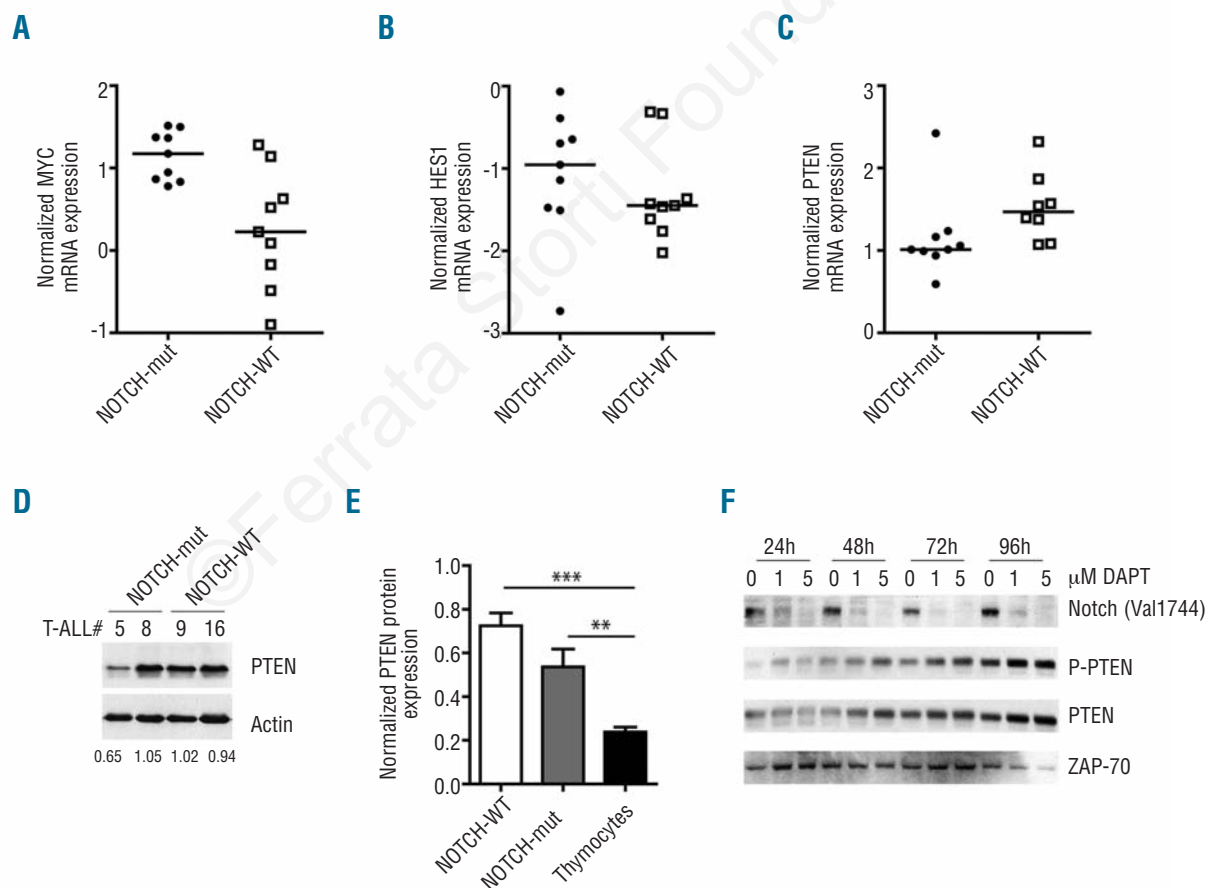 A
Normalized MYC
mRNA expression
2
1
0
-1
NOTCH-mut
NOTCH-WT
B
Normalized HES1
mRNA expression
0
-1
-2
-3
NOTCH-mut
NOTCH-WT
C
Normalized PTEN
mRNA expression
3
2
1
0
NOTCH-mut
NOTCH-WT
©Ferrata Storti Found
D
NOTCH-mut
NOTCH-WT
T-ALL# 5 8 9 16
PTEN
Actin
0.65 1.05 1.02 0.94
E
Normalized PTEN protein
expression
1.0
0.8
0.6
0.4
0.2
0.0
***
**
NOTCH-WT
NOTCH-mut
Thymocytes
F
24h 48h 72h 96h
0 1 5 0 1 5 0 1 5 0 1 5 μM DAPT
Notch (Val1744)
P-PTEN
PTEN
ZAP-70